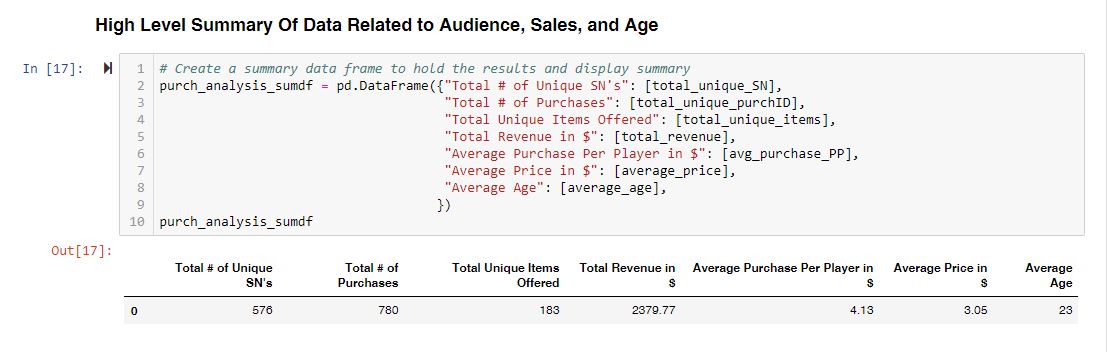 High Level Summary Of Data Related to Audience, Sales, and Age
In [17]:
1 # Create a summary data frame to hold the results and display summary
2 purch_analysis_sumdf = pd.DataFrame({"Total # of Unique SN's": [total_unique_SN],
3 "Total # of Purchases": [total_unique_purchID],
4 "Total Unique Items Offered": [total_unique_items],
5 "Total Revenue in $": [total_revenue],
6 "Average Purchase Per Player in $": [avg_purchase_PP],
7 "Average Price in $": [average_price],
8 "Average Age": [average_age],
9 })
10 purch_analysis_sumdf
Out[17]:
Total # of Unique Total # of Total Unique Items Total Revenue in Average Purchase Per Player in Average Price in Average
SN's Purchases Offered $ $ $ Age
0 576 780 183 2379.77 4.13 3.05 23